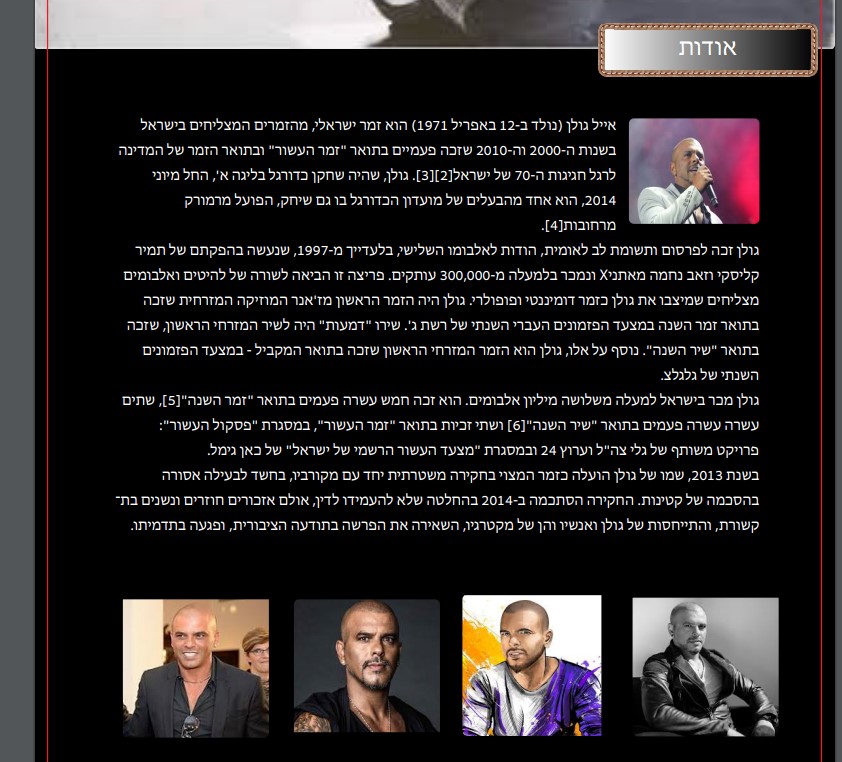 אודות
אייל גולן (נולד ב-12 באפריל 1971) הוא זמר ישראלי, מהזמרים המצליחים בישראל
בשנות ה-2000 וה-2010 שזכה פעמיים בתואר "זמר העשור" ובתואר הזמר של המדינה
לרגל חגיגות ה-70 של ישראל[2][3]. גולן, שהיה שחקן כדורגל בליגה א', החל מיוני
2014, הוא אחד מהבעלים של מועדון הכדורגל בו גם שיחק, הפועל מרמורק
מרחובות[4].
גולן זכה לפרסום ותשומת לב לאומית, הודות לאלבומו השלישי, בלעדייך מ-1997, שנעשה בהפקתם של תמיר
קליסקי וזאב נחמה מאתניX ונמכר בלמעלה מ-300,000 עותקים. פריצה זו הביאה לשורה של להיטים ואלבומים
מצליחים שמיצבו את גולן כזמר דומיננטי ופופולרי. גולן היה הזמר הראשון מז'אנר המוזיקה המזרחית שזכה
בתואר זמר השנה במצעד הפזמונים העברי השנתי של רשת ג'. שירו "דמעות" היה לשיר המזרחי הראשון, שזכה
בתואר "שיר השנה". נוסף על אלו, גולן הוא הזמר המזרחי הראשון שזכה בתואר המקביל - במצעד הפזמונים
השנתי של גלגלצ.
גולן מכר בישראל למעלה משלושה מיליון אלבומים. הוא זכה חמש עשרה פעמים בתואר "זמר השנה"[5], שתים
עשרה עשרה פעמים בתואר "שיר השנה"[6] ושתי זכיות בתואר "זמר העשור", במסגרת "פסקול העשור":
פרויקט משותף של גלי צה"ל וערוץ 24 ובמסגרת "מצעד העשור הרשמי של ישראל" של כאן גימל.
בשנת 2013, שמו של גולן הועלה כזמר המצוי בחקירה משטרתית יחד עם מקורביו, בחשד לבעילה אסורה
בהסכמה של קטינות. החקירה הסתכמה ב-2014 בהחלטה שלא להעמידו לדין, אולם אזכורים חוזרים ונשנים בת־
קשורת, והתייחסות של גולן ואנשיו והן של מקטרגיו, השאירה את הפרשה בתודעה הציבורית, ופגעה בתדמיתו.